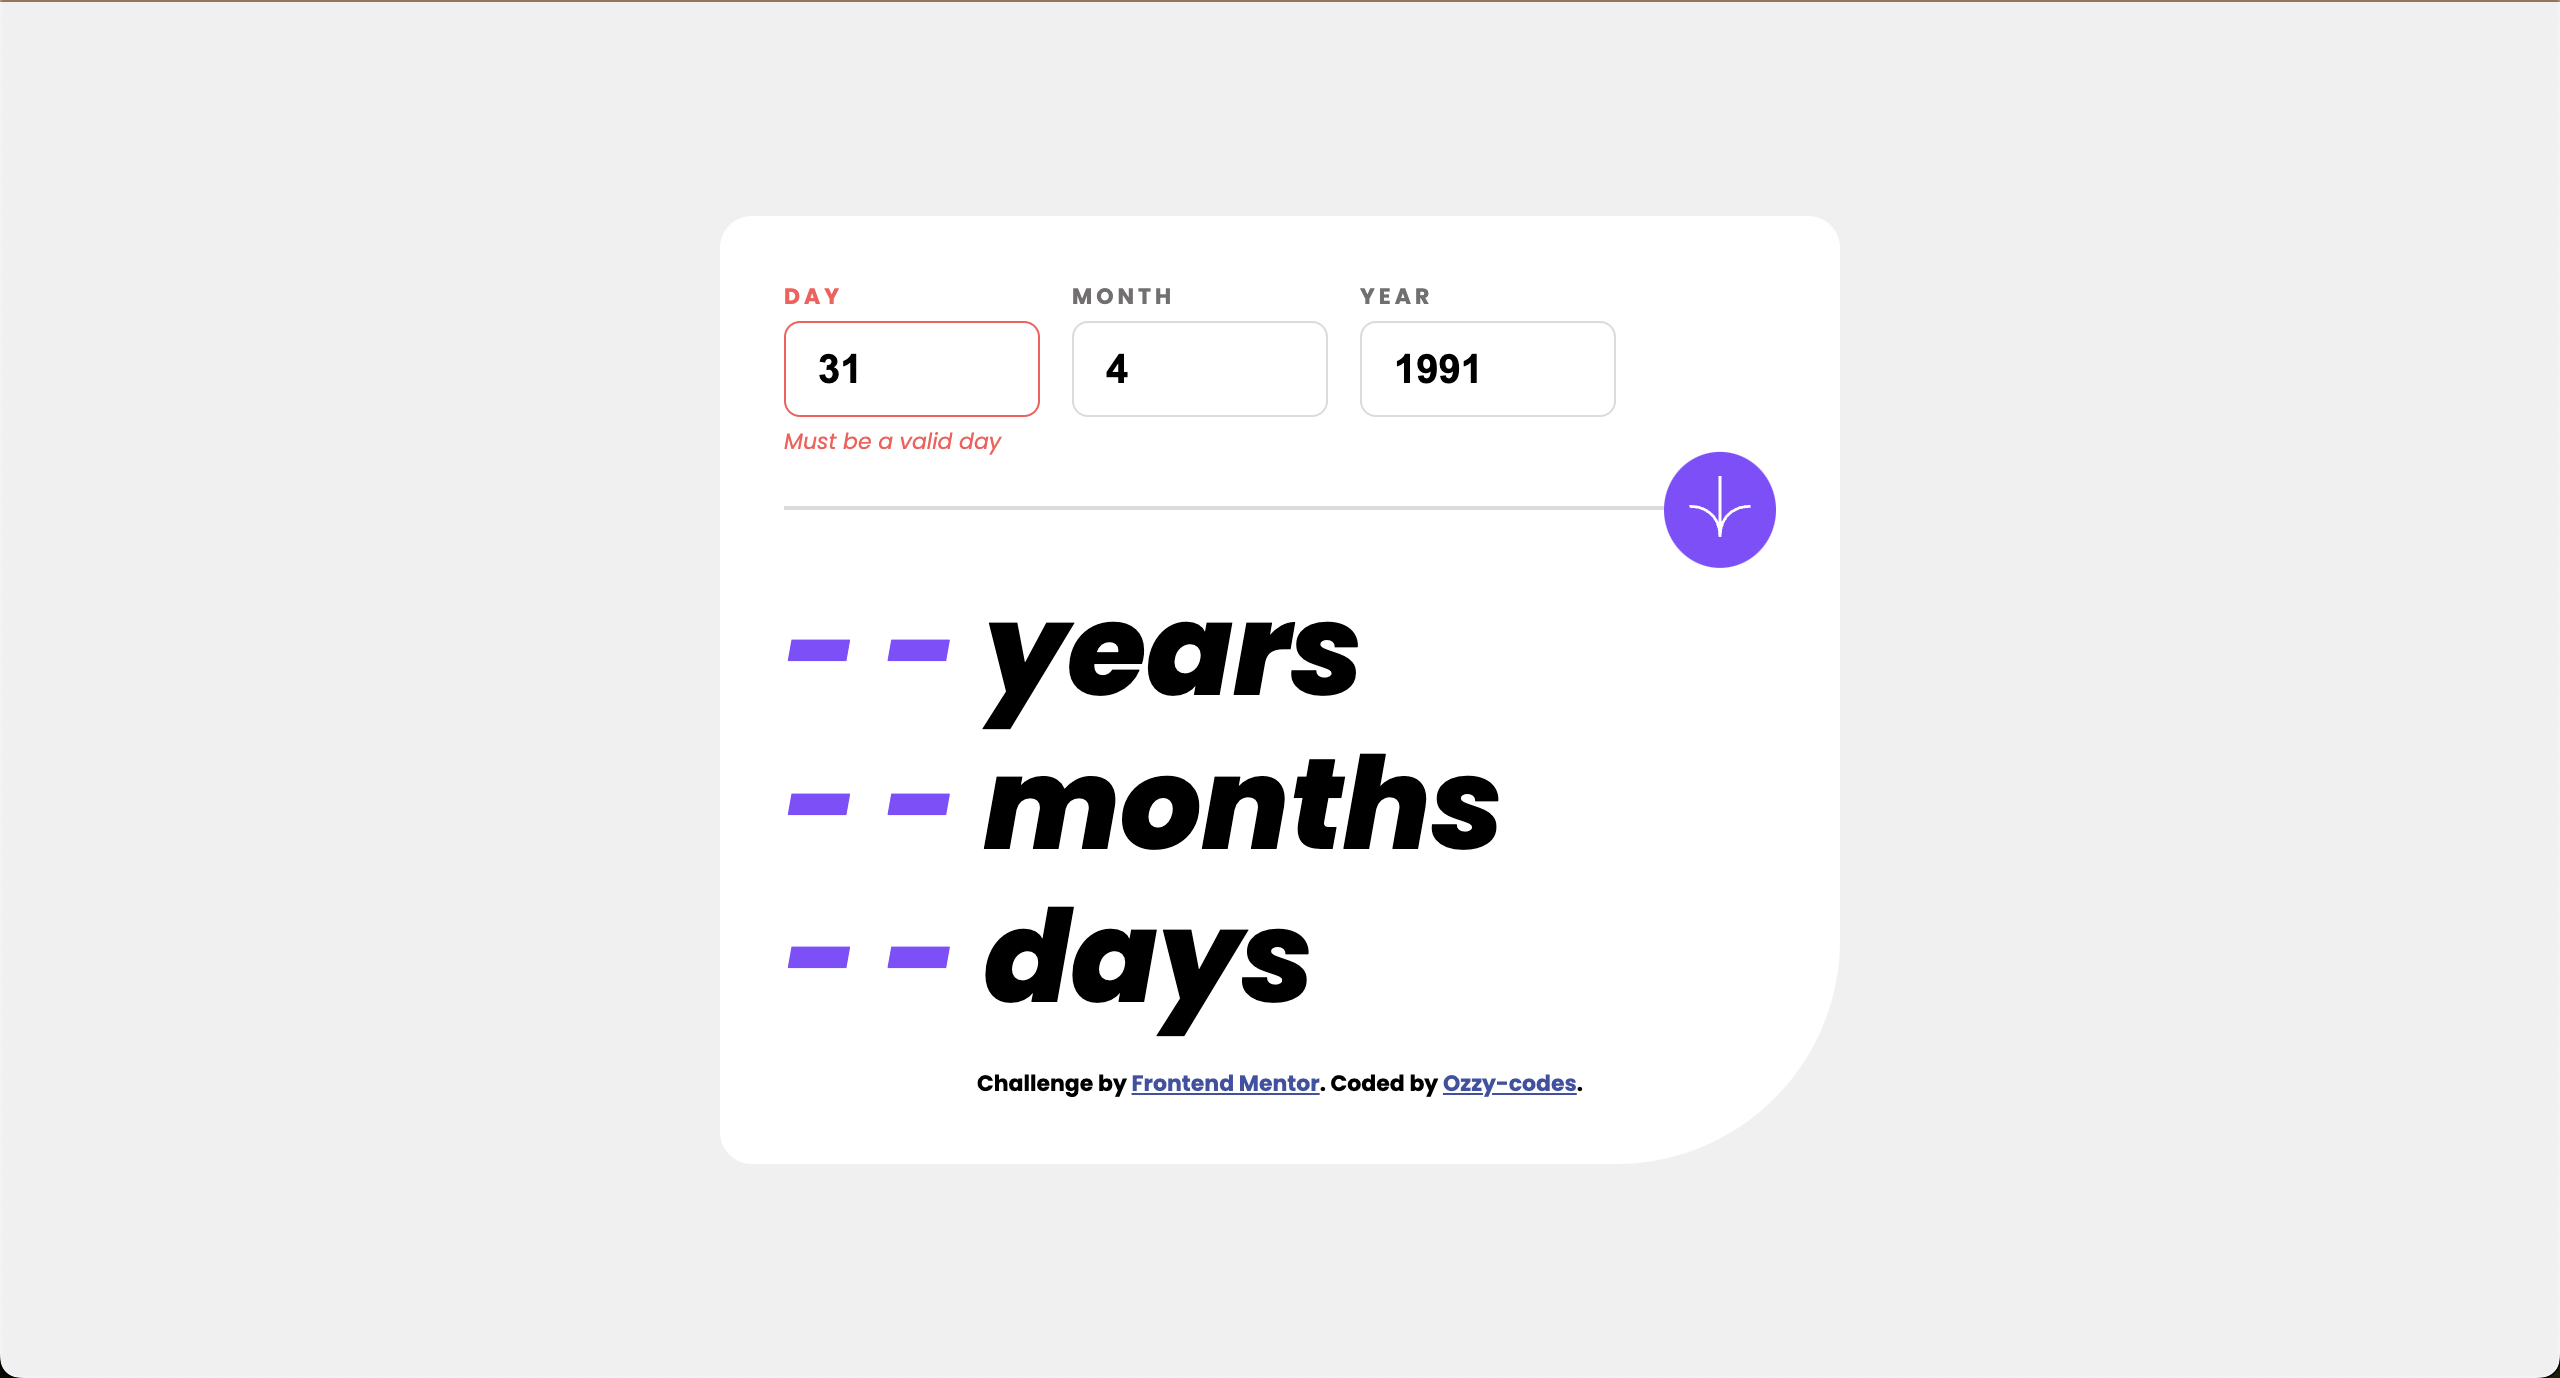 DAY MONTH YEAR
31 4 1991
Must be a valid day
-- years
-- months
-- days
Challenge by Frontend Mentor. Coded by Ozzy-codes.